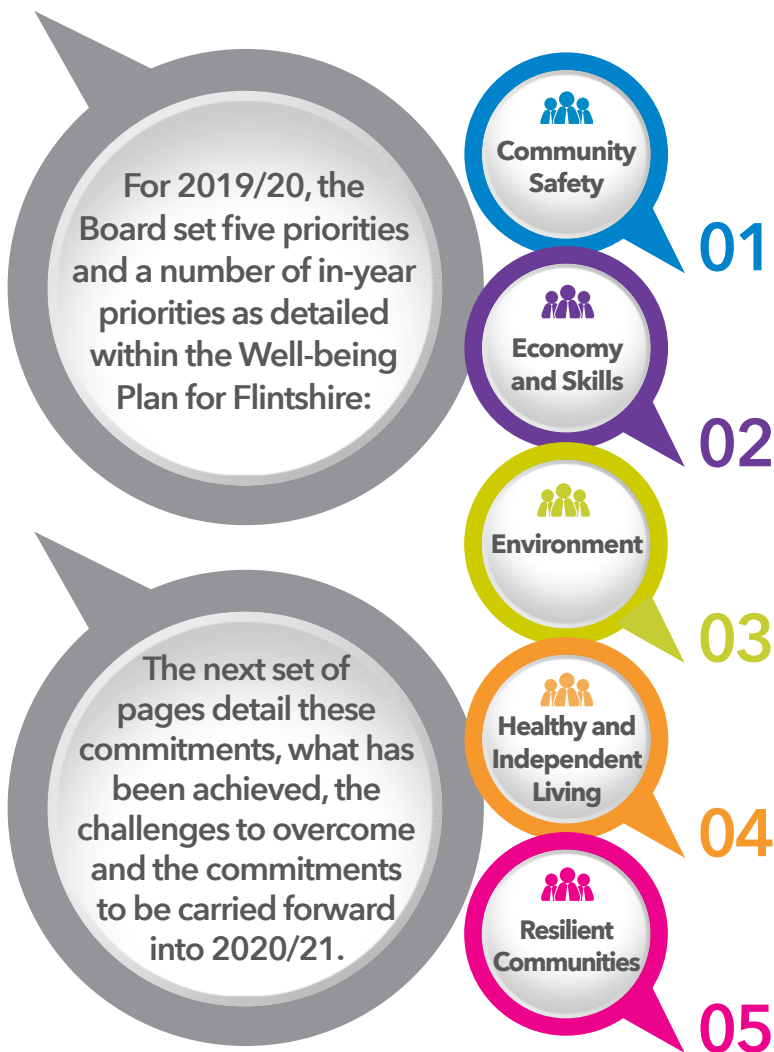 For 2019/20, the
Board set five priorities
and a number of in-year
priorities as detailed
within the Well-being
Plan for Flintshire:
Community
Safety
01
Economy
and Skills
02
Environment
03
The next set of
pages detail these
commitments, what has
been achieved, the
challenges to overcome
and the commitments
to be carried forward
into 2020/21.
Healthy and
Independent
Living
04
Resilient
Communities
05